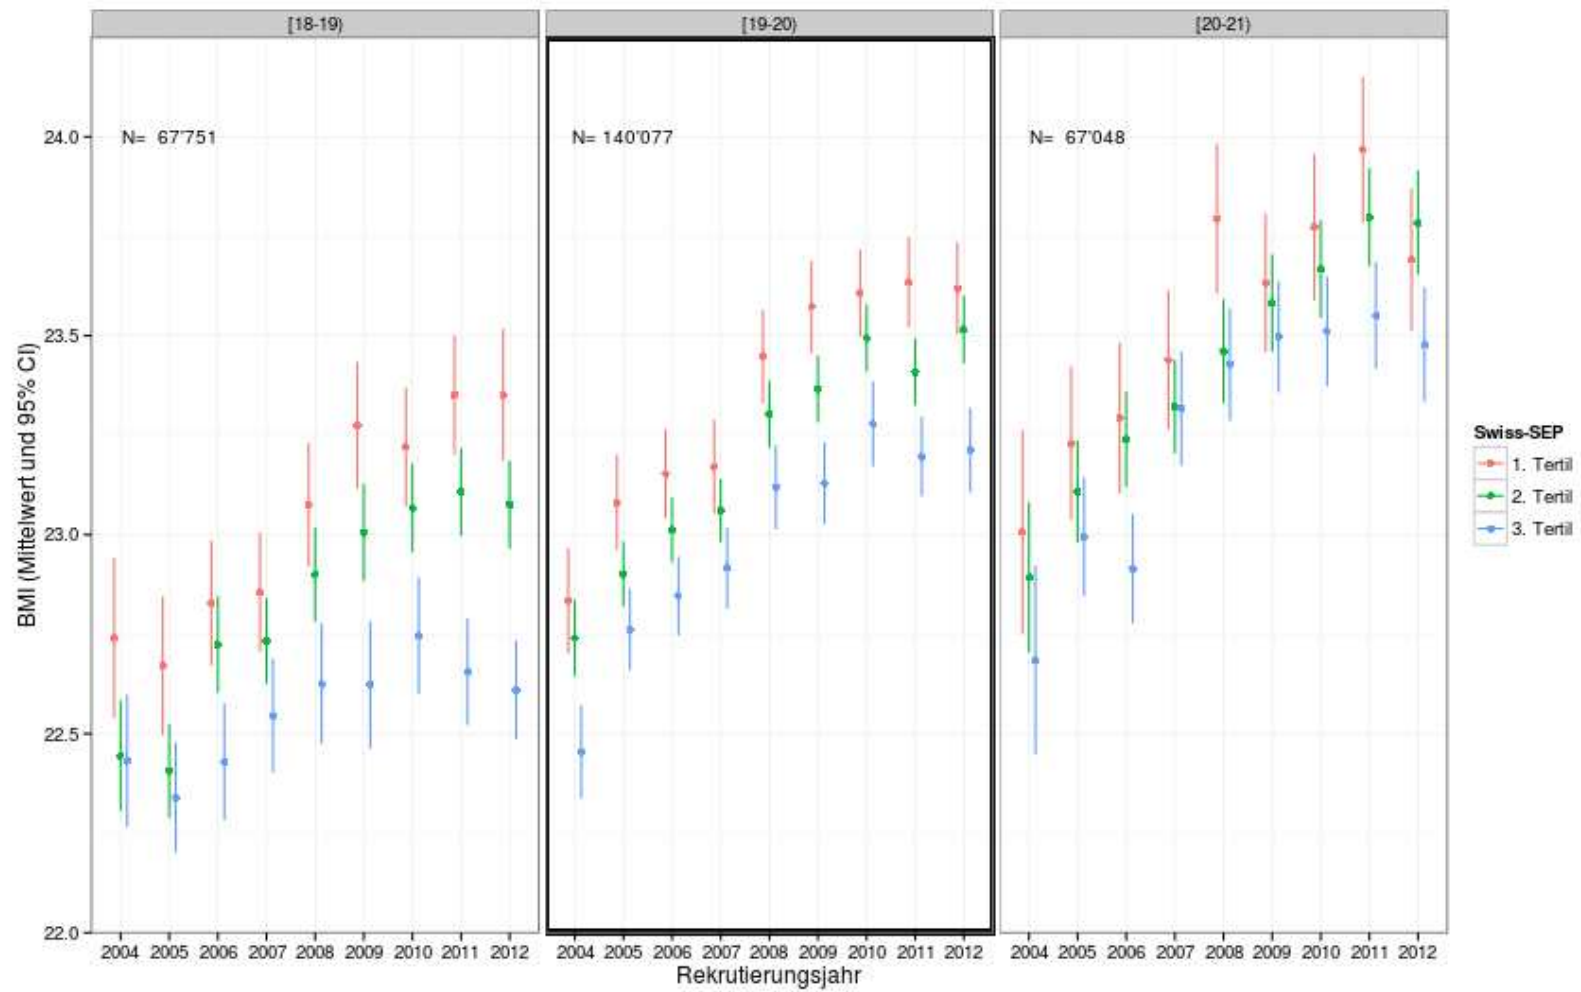 [18-19) [19-20) [20-21)
N= 67'751 N= 140'077 N= 67'048
24.0
23.5
23.0
22.5
22.0
BMI (Mittelwert und 95% CI)
2004 2005 2006 2007 2008 2009 2010 2011 2012 2004 2005 2006 2007 2008 2009 2010 2011 2012 2004 2005 2006 2007 2008 2009 2010 2011 2012
Rekrutierungsjahr
Swiss-SEP
1. Tertil
2. Tertil
3. Tertil